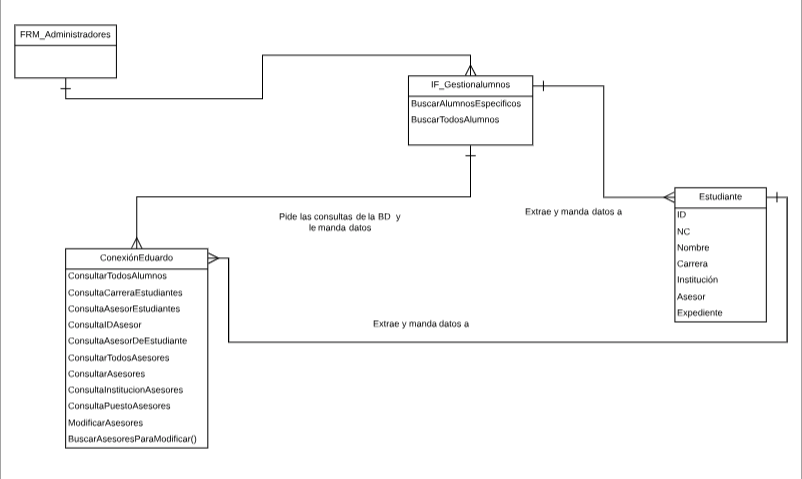 FRM_Administradores
IF_Gestionalumnos
BuscarAlumnosEspecificos
BuscarTodosAlumnos
Pide las consultas de la BD y
le manda datos
Extrae y manda datos a
Estudiante
ID
NC
Nombre
Carrera
Institución
Asesor
Expediente
ConexiónEduardo
ConsultarTodosAlumnos
ConsultaCarreraEstudiantes
ConsultaAsesorEstudiantes
ConsultaIDAsesor
ConsultaAsesorDeEstudiante
ConsultarTodosAsesores
ConsultarAsesores
ConsultaInstitucionAsesores
ConsultaPuestoAsesores
ModificarAsesores
BuscarAsesoresParaModificar()
Extrae y manda datos a